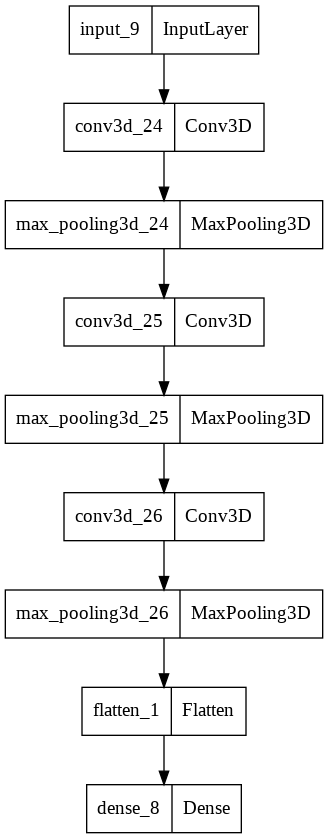 input_9 InputLayer
conv3d_24 Conv3D
max_pooling3d_24 MaxPooling3D
conv3d_25 Conv3D
max_pooling3d_25 MaxPooling3D
conv3d_26 Conv3D
max_pooling3d_26 MaxPooling3D
flatten_1 Flatten
dense_8 Dense